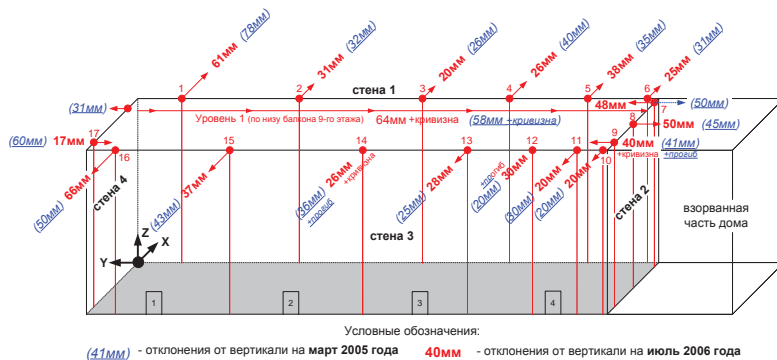 61мм (78мм)
31мм (32мм)
20мм (26мм)
26мм (40мм)
38мм (35мм)
25мм (31мм)
1
2
3
4
5
6
стена 1
(31мм)
Уровень 1 (по низу балкона 9-го этажа) 64мм +кривизна (58мм +кривизна)
48мм
7
(50мм)
8
50мм (45мм)
(60мм) 17мм
17
16
15
14
13
12
11
10
9
40мм (41мм)
+кривизна +прогиб
66мм
(50мм)
стена 4
37мм
(43мм)
26мм
+кривизна
(36мм)
+прогиб
28мм
(25мм)
30мм
+прогиб
(20мм)
20мм
(30мм)
20мм
(20мм)
стена 2
стена 3
взорванная
часть дома
Z
X
Y
1
2
3
4
Условные обозначения:
(41мм) - отклонения от вертикали на март 2005 года 40мм - отклонения от вертикали на июль 2006 года